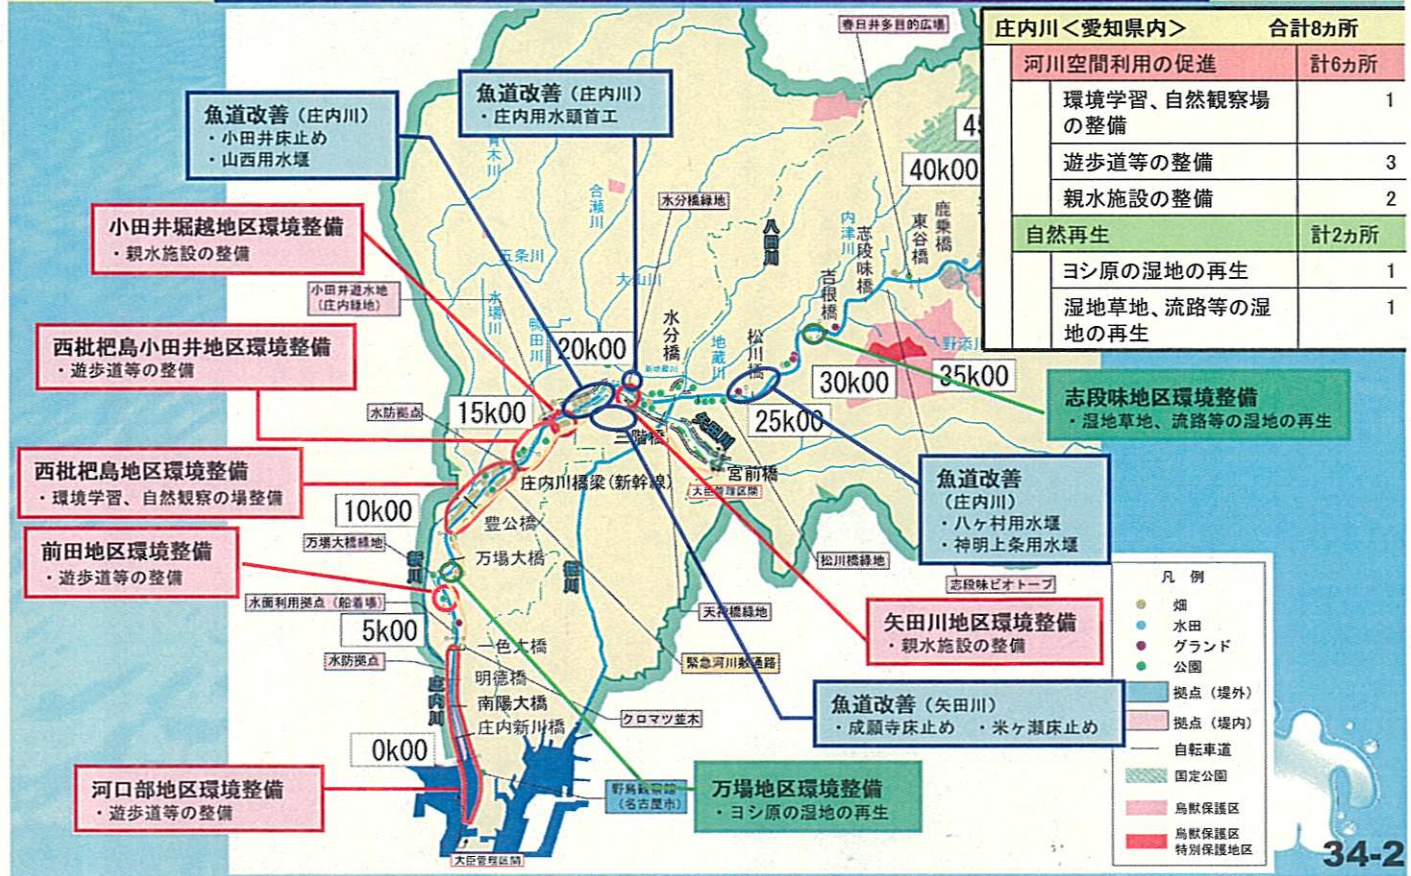 庄内川<愛知県内> 合計8ヵ所
河川空間利用の促進 計6ヵ所
環境学習、自然観察場
の整備 1
遊歩道等の整備 3
親水施設の整備 2
自然再生 計2ヵ所
ヨシ原の湿地の再生 1
湿地草地、流路等の湿
地の再生 1
春日井多目的広場
魚道改善(庄内川)
・庄内用水頭首工
魚道改善(庄内川)
・小田井床止め
・山西用水堰
小田井堀越地区環境整備
・親水施設の整備
小田井遊水地
(庄内緑地)
西枇杷島小田井地区環境整備
・遊歩道等の整備
水防拠点
西枇杷島地区環境整備
・環境学習、自然観察の場整備
万場大橋緑地
前田地区環境整備
・遊歩道等の整備
水面利用拠点(船着場)
水防拠点
河口部地区環境整備
・遊歩道等の整備
大臣管理区間
水分橋緑地
合瀬川
五条川
大山川
水場川
鴨田川
八田川
内津川
地蔵川
矢田川
新川
庄内川
水分橋
松川橋
吉根橋
志段味橋
東谷橋
鹿乗橋
三階橋
宮前橋
大臣管理区間
庄内川橋梁(新幹線)
豊公橋
万場大橋
一色大橋
明徳橋
南陽大橋
庄内新川橋
0k00
5k00
10k00
15k00
20k00
25k00
30k00
35k00
40k00
志段味地区環境整備
・湿地草地、流路等の湿地の再生
魚道改善
(庄内川)
・八ヶ村用水堰
・神明上条用水堰
松川橋緑地
志段味ビオトープ
天神橋緑地
矢田川地区環境整備
・親水施設の整備
緊急河川敷道路
クロマツ並木
魚道改善(矢田川)
・成願寺床止め ・米ヶ瀬床止め
野鳥観察館
(名古屋市)
万場地区環境整備
・ヨシ原の湿地の再生
凡 例
畑
水田
グランド
公園
拠点(堤外)
拠点(堤内)
自転車道
国定公園
鳥獣保護区
鳥獣保護区
特別保護地区
34-2